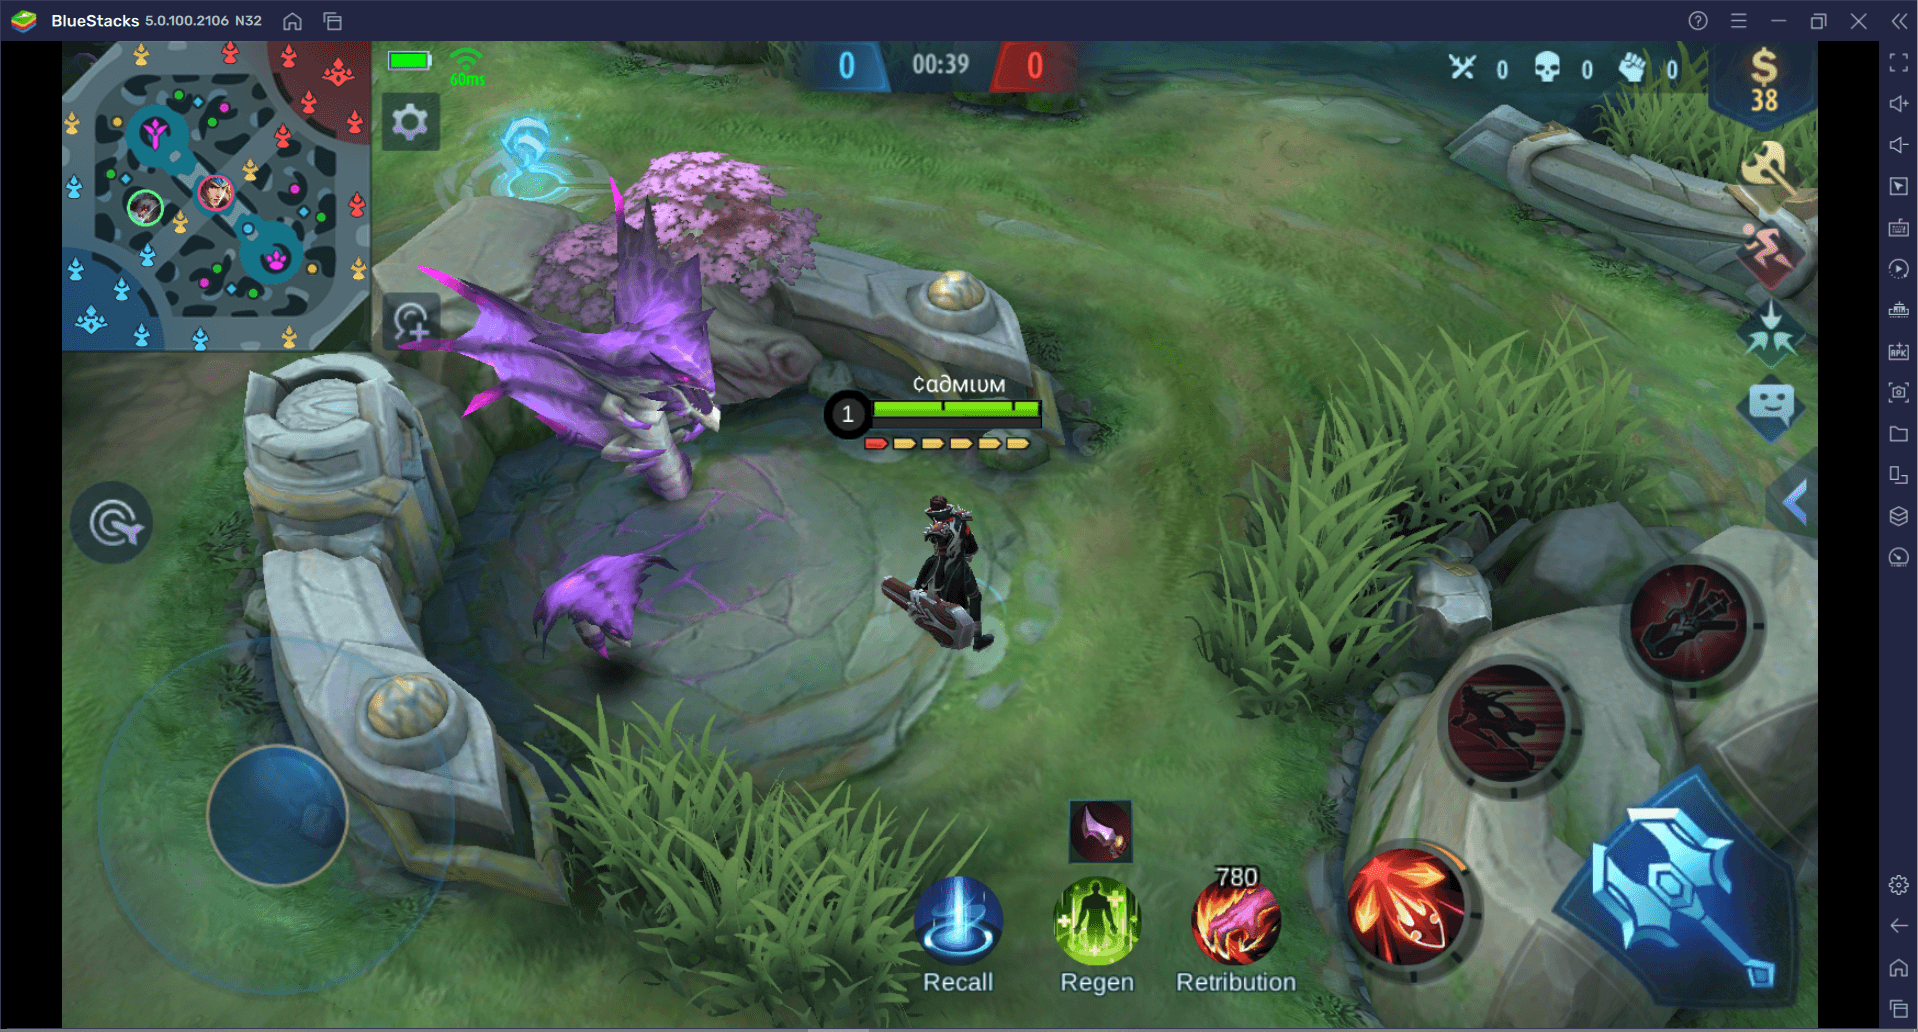 BlueStacks 5.0.100.2106 N32
60ms
0 00:39 0
0 0 0
$
38
¢α∂мιυм
1
780
Recall Regen Retribution